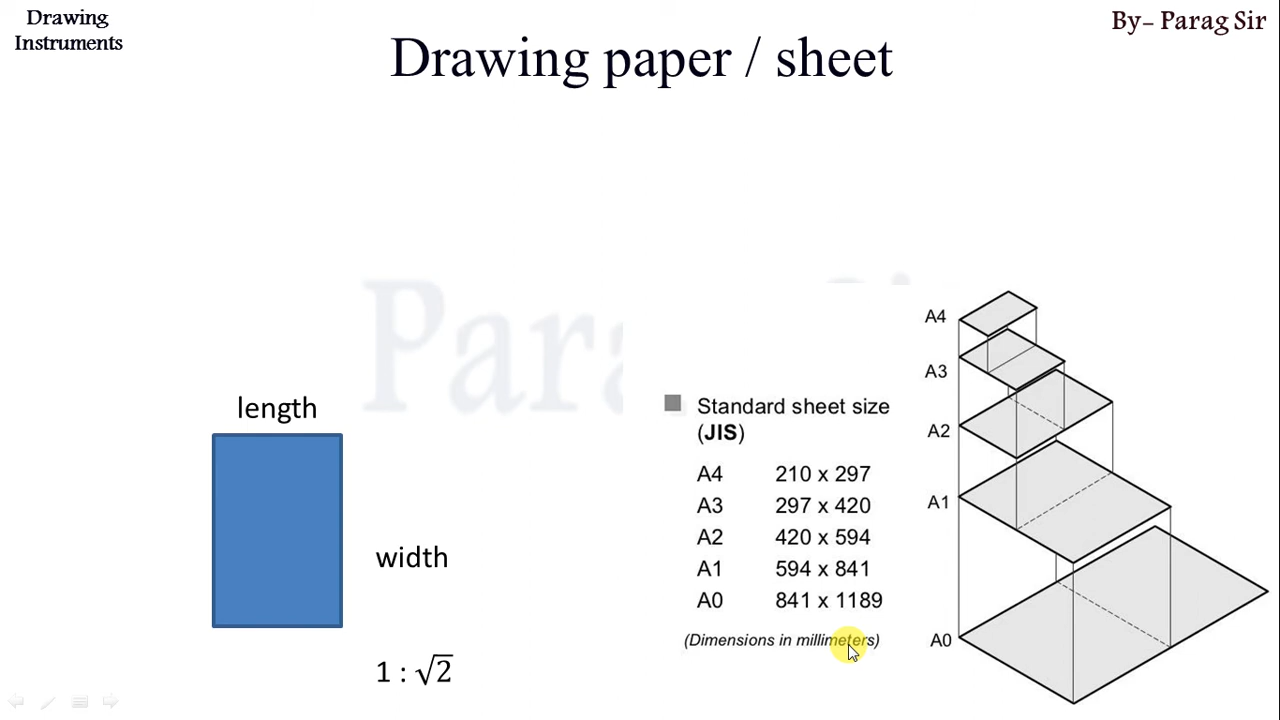 Drawing
Instruments
By- Parag Sir
Drawing paper / sheet
Para
length
width
1 : √2
Standard sheet size
(JIS)
A4 210 x 297
A3 297 x 420
A2 420 x 594
A1 594 x 841
A0 841 x 1189
(Dimensions in millimeters)
A4
A3
A2
A1
A0